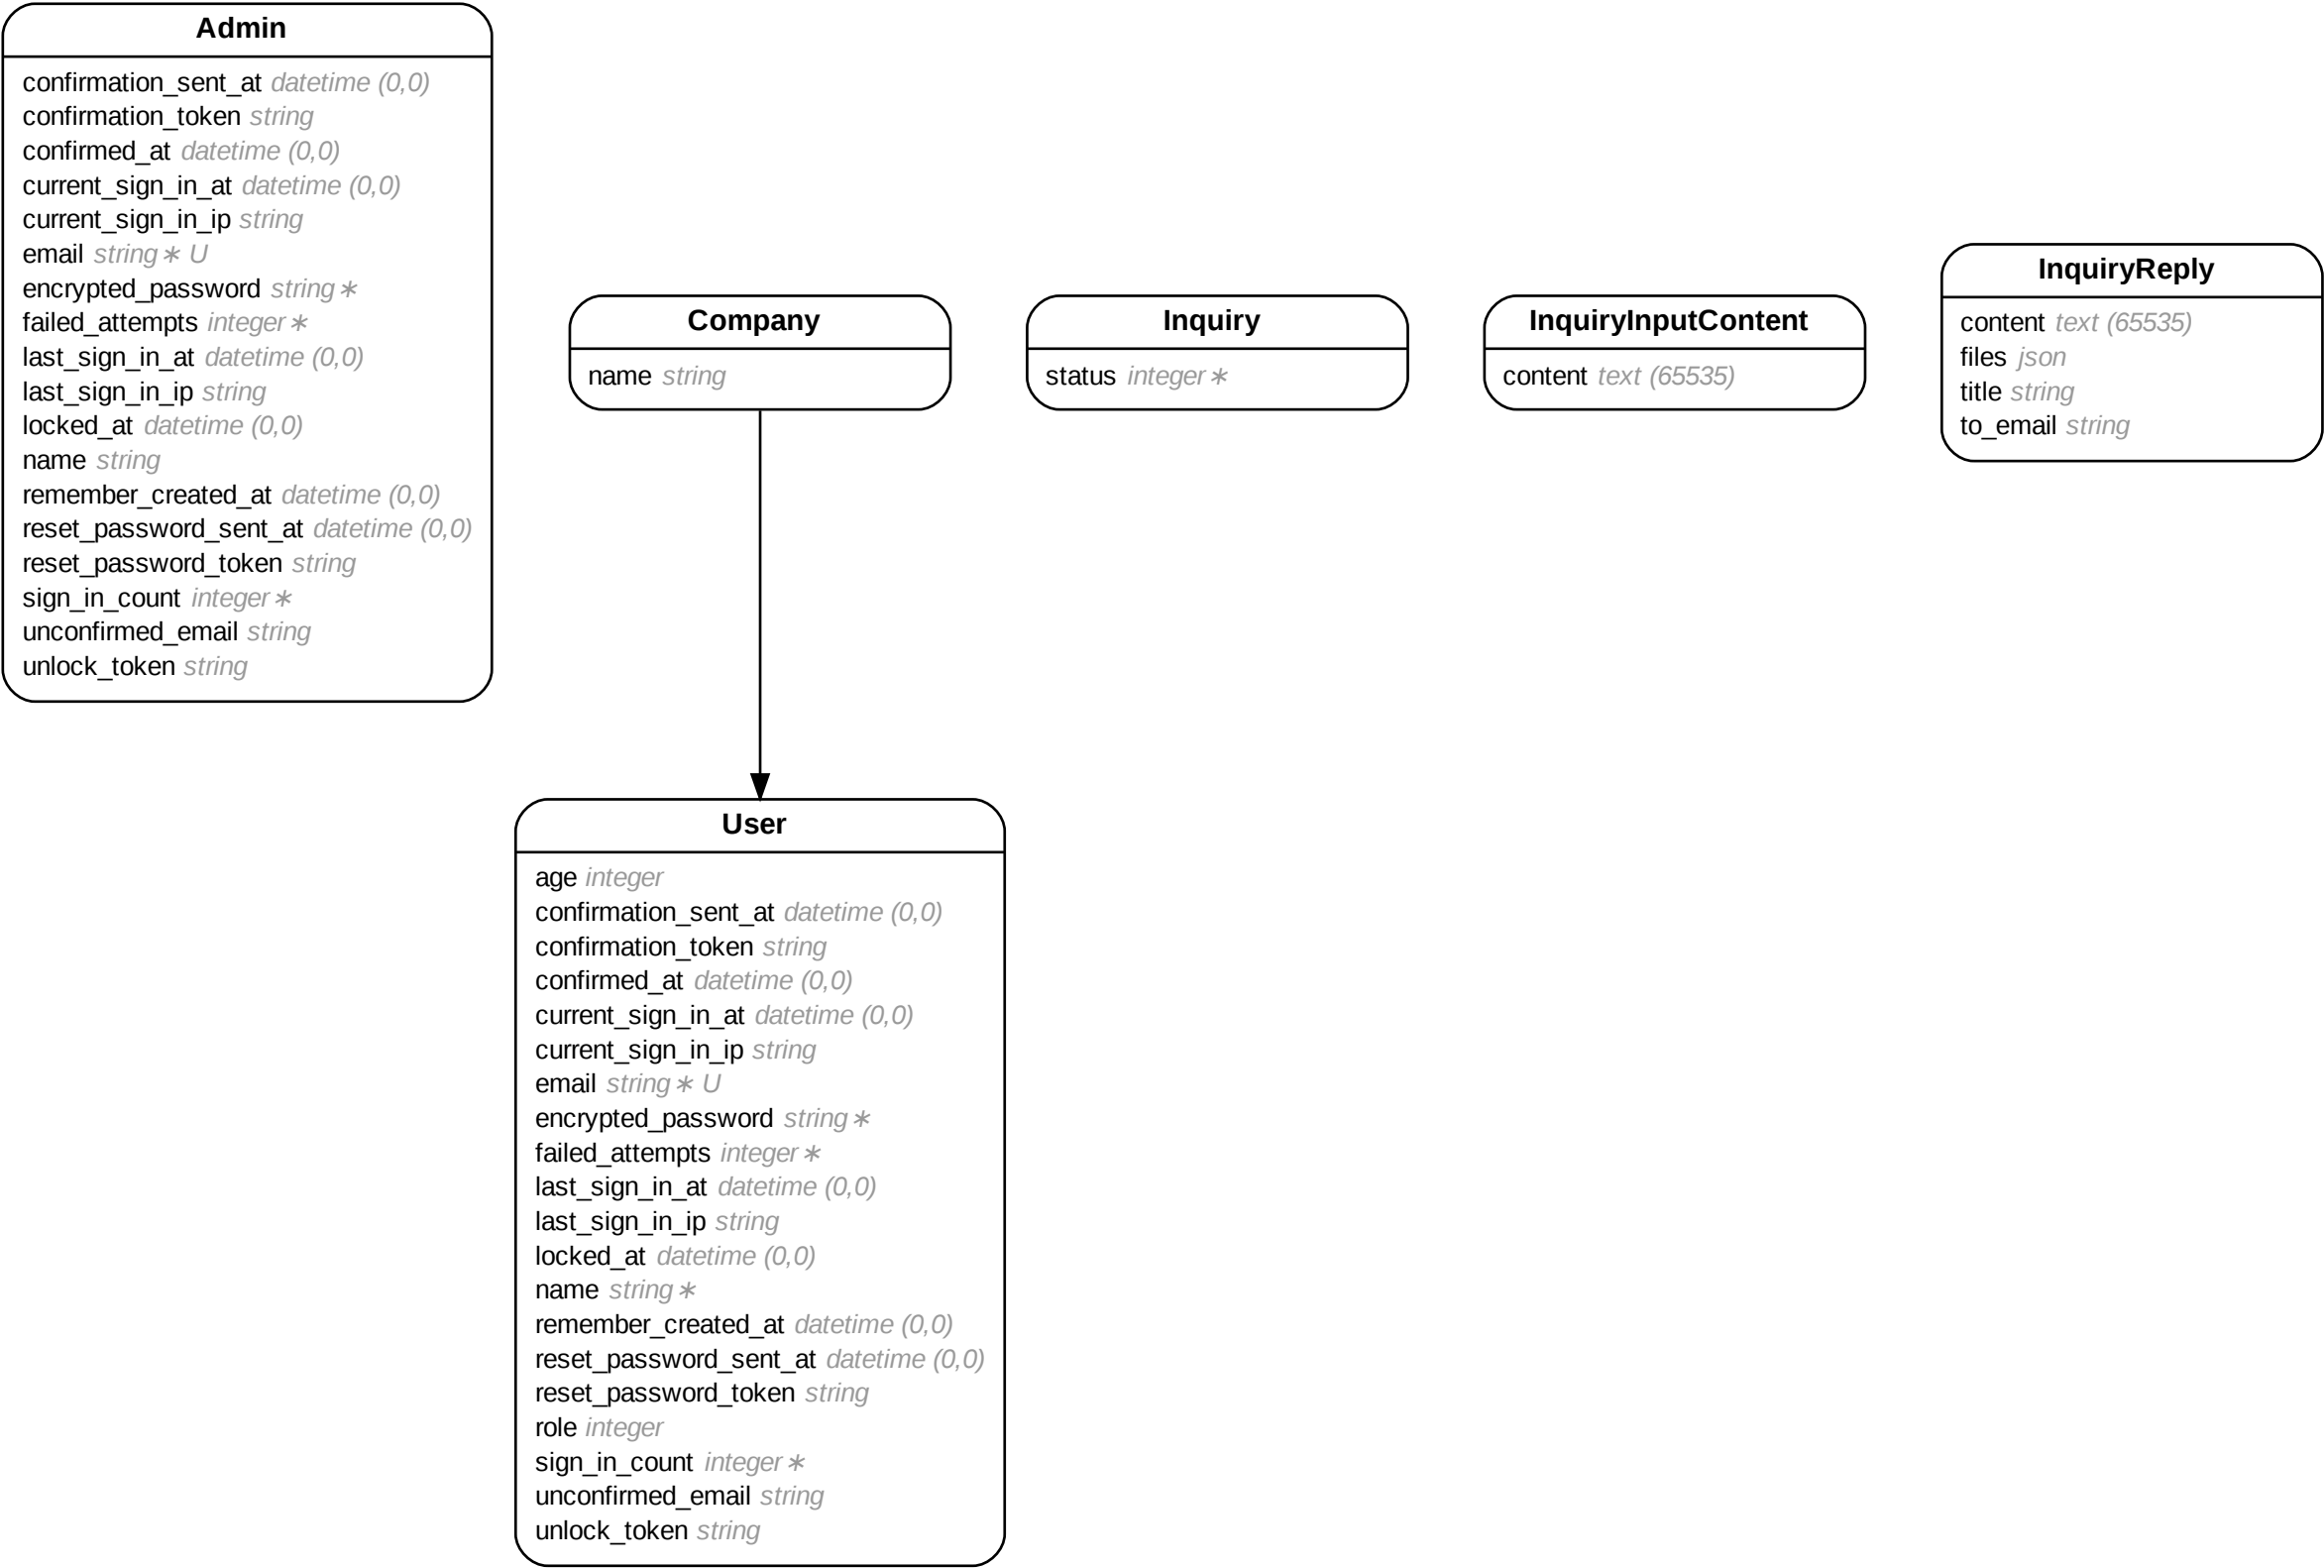 Admin
confirmation_sent_at datetime (0,0)
confirmation_token string
confirmed_at datetime (0,0)
current_sign_in_at datetime (0,0)
current_sign_in_ip string
email string∗ U
encrypted_password string∗
failed_attempts integer∗
last_sign_in_at datetime (0,0)
last_sign_in_ip string
locked_at datetime (0,0)
name string
remember_created_at datetime (0,0)
reset_password_sent_at datetime (0,0)
reset_password_token string
sign_in_count integer∗
unconfirmed_email string
unlock_token string
Company
name string
Inquiry
status integer∗
InquiryInputContent
content text (65535)
InquiryReply
content text (65535)
files json
title string
to_email string
User
age integer
confirmation_sent_at datetime (0,0)
confirmation_token string
confirmed_at datetime (0,0)
current_sign_in_at datetime (0,0)
current_sign_in_ip string
email string∗ U
encrypted_password string∗
failed_attempts integer∗
last_sign_in_at datetime (0,0)
last_sign_in_ip string
locked_at datetime (0,0)
name string∗
remember_created_at datetime (0,0)
reset_password_sent_at datetime (0,0)
reset_password_token string
role integer
sign_in_count integer∗
unconfirmed_email string
unlock_token string